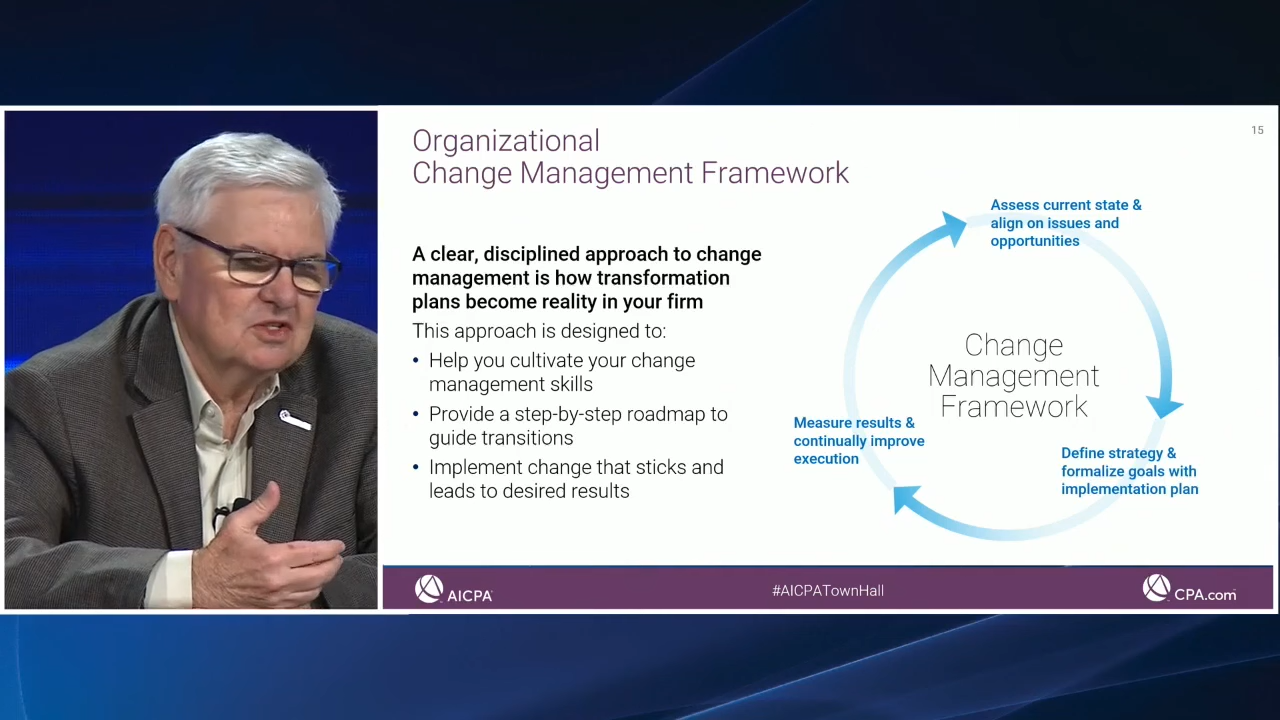 15
Organizational
Change Management Framework
A clear, disciplined approach to change
management is how transformation
plans become reality in your firm
This approach is designed to:
• Help you cultivate your change
management skills
• Provide a step-by-step roadmap to
guide transitions
• Implement change that sticks and
leads to desired results
Assess current state &
align on issues and
opportunities
Change
Management
Framework
Define strategy &
formalize goals with
implementation plan
Measure results &
continually improve
execution
AICPA
#AICPATownHall
CPA.com